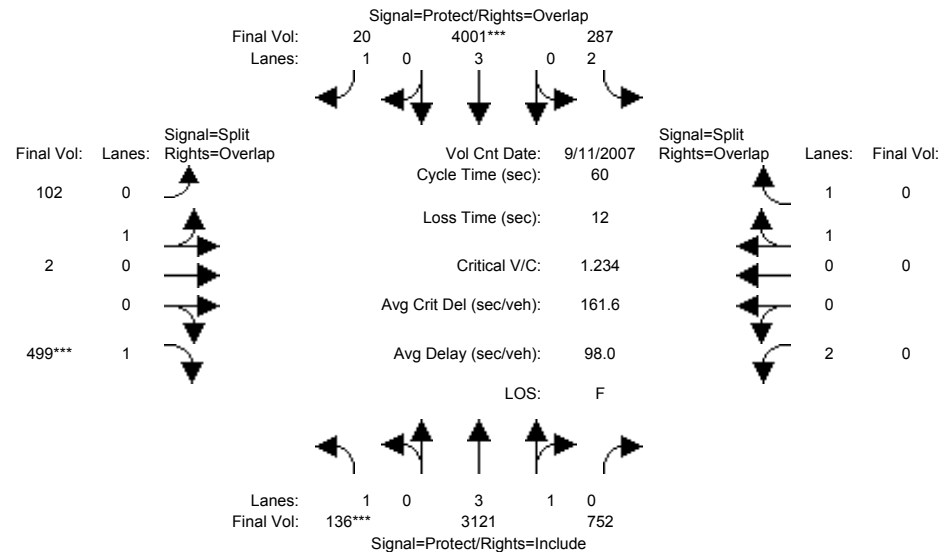 Signal=Protect/Rights=Overlap
Final Vol: 20 4001*** 287
Lanes: 1 0 3 0 2
Signal=Split
Final Vol: Lanes: Rights=Overlap
Vol Cnt Date: 9/11/2007
Signal=Split
Rights=Overlap Lanes: Final Vol:
102 0
Cycle Time (sec): 60
1 0
1
Loss Time (sec): 12
1
2 0
Critical V/C: 1.234
0 0
0
Avg Crit Del (sec/veh): 161.6
0
499*** 1
Avg Delay (sec/veh): 98.0
2 0
LOS: F
Lanes: 1 0 3 1 0
Final Vol: 136*** 3121 752
Signal=Protect/Rights=Include